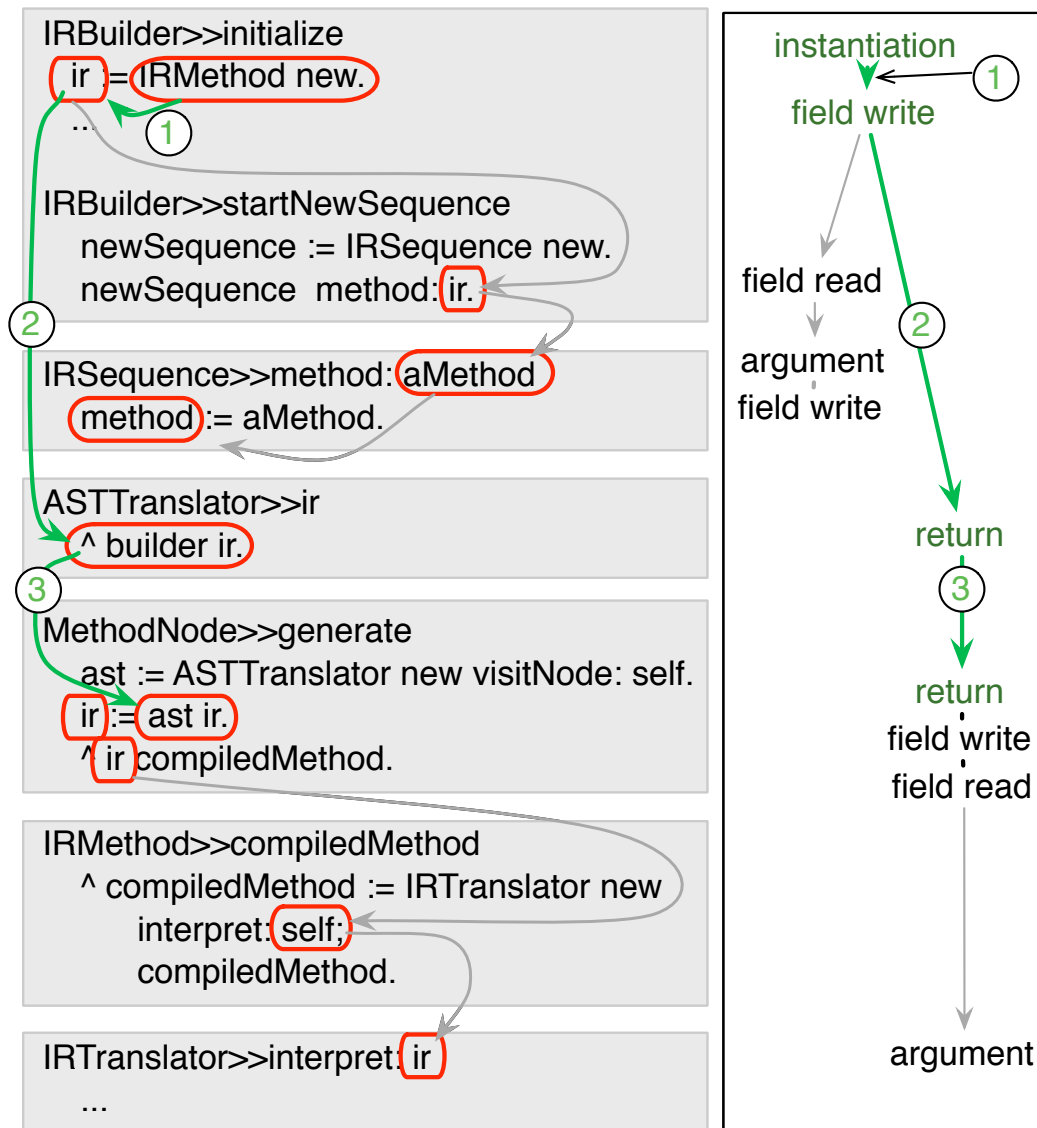 IRBuilder>>initialize
ir := IRMethod new.
1
...
IRBuilder>>startNewSequence
newSequence := IRSequence new.
newSequence method: ir.
2
IRSequence>>method: aMethod
method := aMethod.
ASTTranslator>>ir
^ builder ir.
3
MethodNode>>generate
ast := ASTTranslator new visitNode: self.
ir := ast ir.
^ ir compiledMethod.
IRMethod>>compiledMethod
^ compiledMethod := IRTranslator new
interpret: self;
compiledMethod.
IRTranslator>>interpret: ir
...
instantiation
1
field write
field read
2
argument
field write
return
3
return
field write
field read
argument